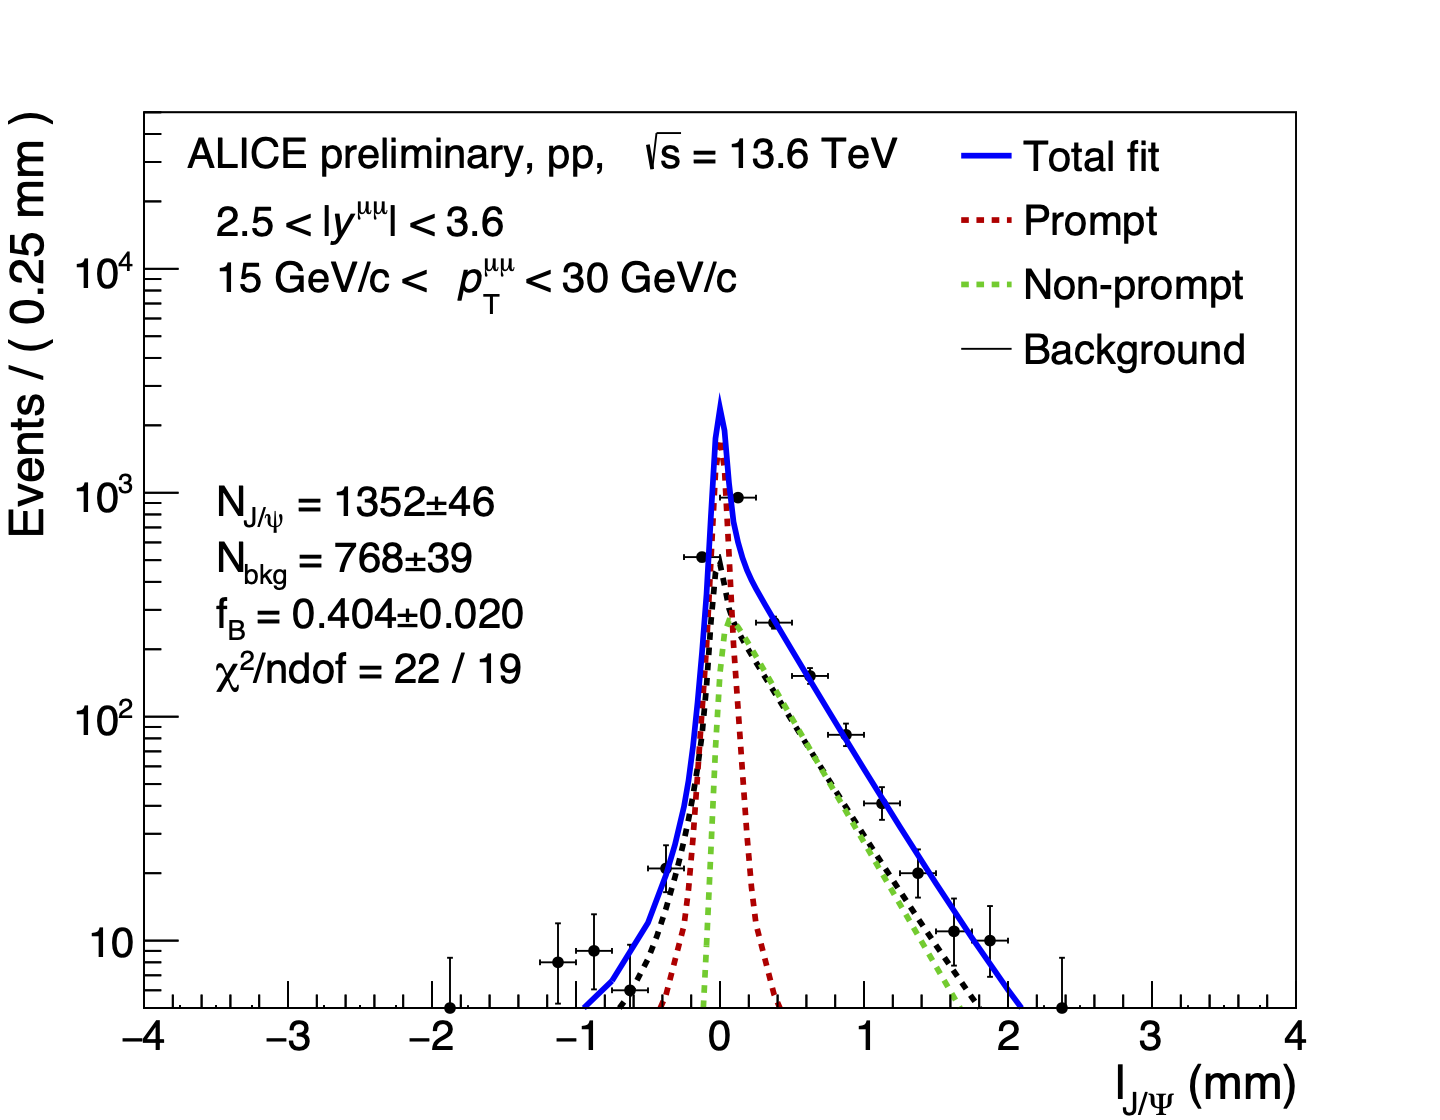 ALICE preliminary, pp, √s = 13.6 TeV
2.5 < |y^μμ| < 3.6
15 GeV/c < p_T^μμ < 30 GeV/c
Total fit
Prompt
Non-prompt
Background
N_J/ψ = 1352±46
N_bkg = 768±39
f_B = 0.404±0.020
χ²/ndof = 22 / 19
Events / ( 0.25 mm )
10⁴
10³
10²
10
−4 −3 −2 −1 0 1 2 3 4
l_J/Ψ (mm)